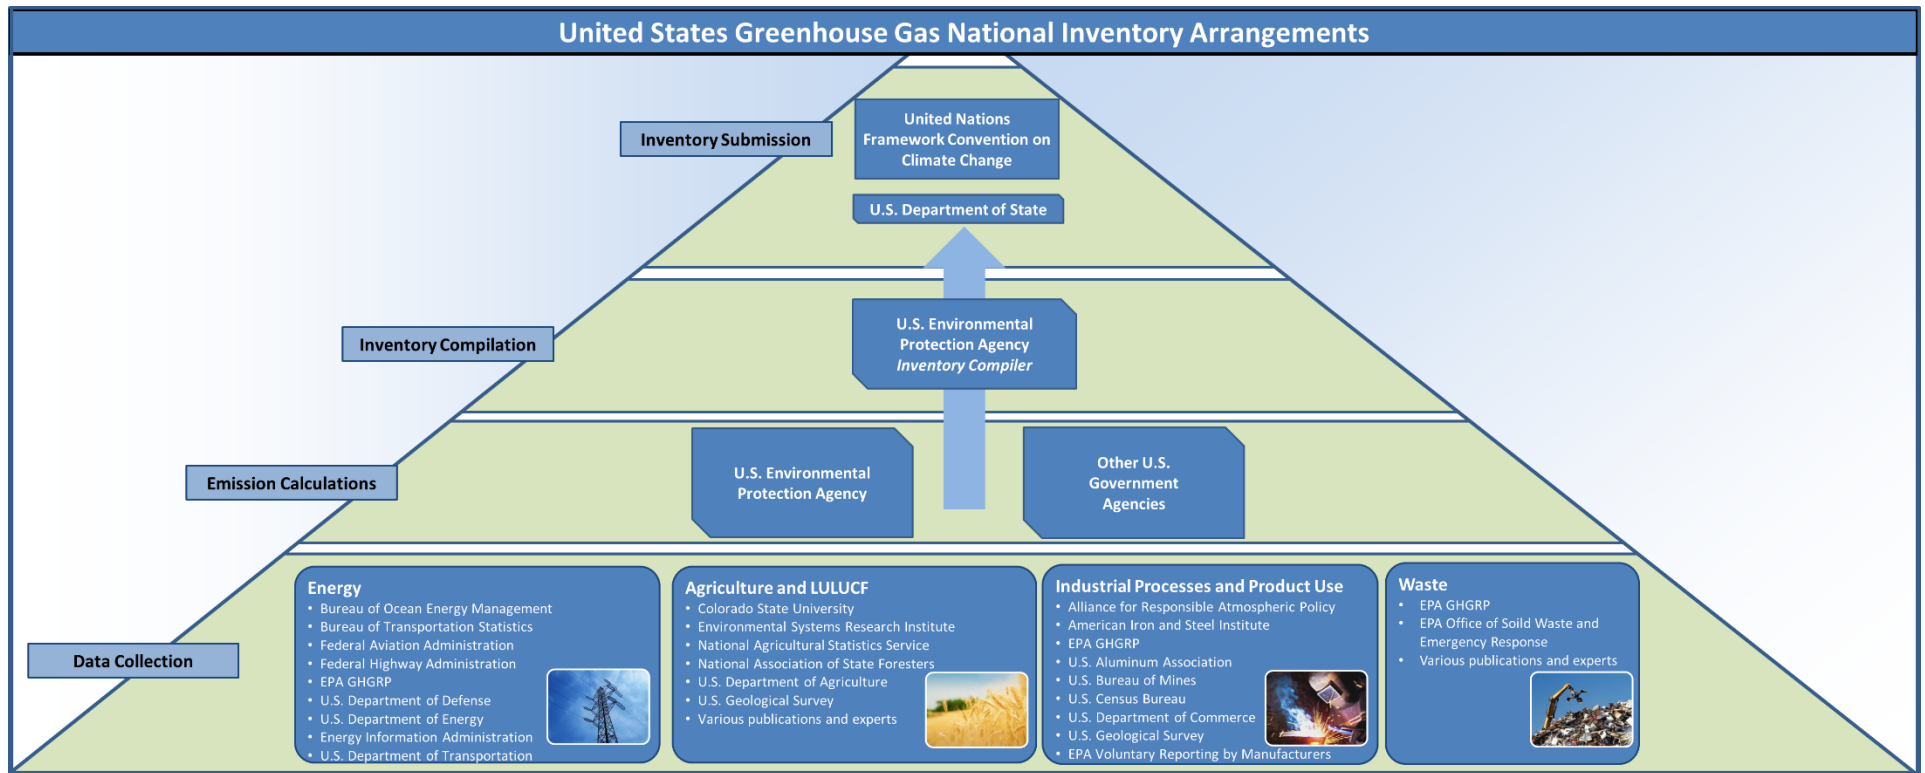 United States Greenhouse Gas National Inventory Arrangements
Inventory Submission
United Nations
Framework Convention on
Climate Change
U.S. Department of State
Inventory Compilation
U.S. Environmental
Protection Agency
Inventory Compiler
Emission Calculations
U.S. Environmental
Protection Agency
Other U.S.
Government
Agencies
Data Collection
Energy
• Bureau of Ocean Energy Management
• Bureau of Transportation Statistics
• Federal Aviation Administration
• Federal Highway Administration
• EPA GHGRP
• U.S. Department of Defense
• U.S. Department of Energy
• Energy Information Administration
• U.S. Department of Transportation
Agriculture and LULUCF
• Colorado State University
• Environmental Systems Research Institute
• National Agricultural Statistics Service
• National Association of State Foresters
• U.S. Department of Agriculture
• U.S. Geological Survey
• Various publications and experts
Industrial Processes and Product Use
• Alliance for Responsible Atmospheric Policy
• American Iron and Steel Institute
• EPA GHGRP
• U.S. Aluminum Association
• U.S. Bureau of Mines
• U.S. Census Bureau
• U.S. Department of Commerce
• U.S. Geological Survey
• EPA Voluntary Reporting by Manufacturers
Waste
• EPA GHGRP
• EPA Office of Soild Waste and
Emergency Response
• Various publications and experts